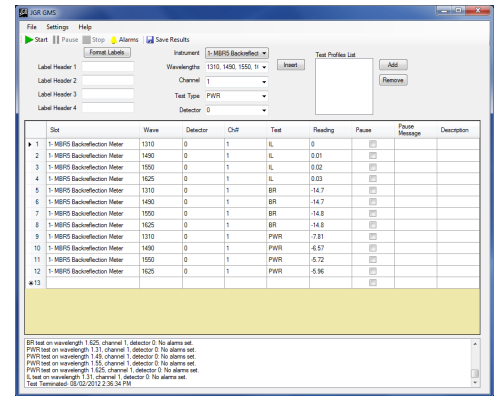 JGR GMS
File Settings Help
Start Pause Stop Alarms Save Results
Format Labels
Label Header 1
Label Header 2
Label Header 3
Label Header 4
Instrument 1- MBR5 Backreflect
Wavelengths 1310, 1490, 1550, 1(
Channel 1
Test Type PWR
Detector 0
Insert
Test Profiles List
Add
Remove
Slot Wave Detector Ch# Test Reading Pause Pause Message Description
1 1- MBR5 Backreflection Meter 1310 0 1 IL 0
2 1- MBR5 Backreflection Meter 1490 0 1 IL 0.01
3 1- MBR5 Backreflection Meter 1550 0 1 IL 0.02
4 1- MBR5 Backreflection Meter 1625 0 1 IL 0.03
5 1- MBR5 Backreflection Meter 1310 0 1 BR -14.7
6 1- MBR5 Backreflection Meter 1490 0 1 BR -14.7
7 1- MBR5 Backreflection Meter 1550 0 1 BR -14.8
8 1- MBR5 Backreflection Meter 1625 0 1 BR -14.8
9 1- MBR5 Backreflection Meter 1310 0 1 PWR -7.81
10 1- MBR5 Backreflection Meter 1490 0 1 PWR -6.57
11 1- MBR5 Backreflection Meter 1550 0 1 PWR -5.72
12 1- MBR5 Backreflection Meter 1625 0 1 PWR -5.96
13
BR test on wavelength 1.625, channel 1, detector 0: No alarms set.
PWR test on wavelength 1.31, channel 1, detector 0: No alarms set.
PWR test on wavelength 1.49, channel 1, detector 0: No alarms set.
PWR test on wavelength 1.55, channel 1, detector 0: No alarms set.
PWR test on wavelength 1.625, channel 1, detector 0: No alarms set.
IL test on wavelength 1.31, channel 1, detector 0: No alarms set.
Test Terminated- 08/02/2012 2:36:34 PM